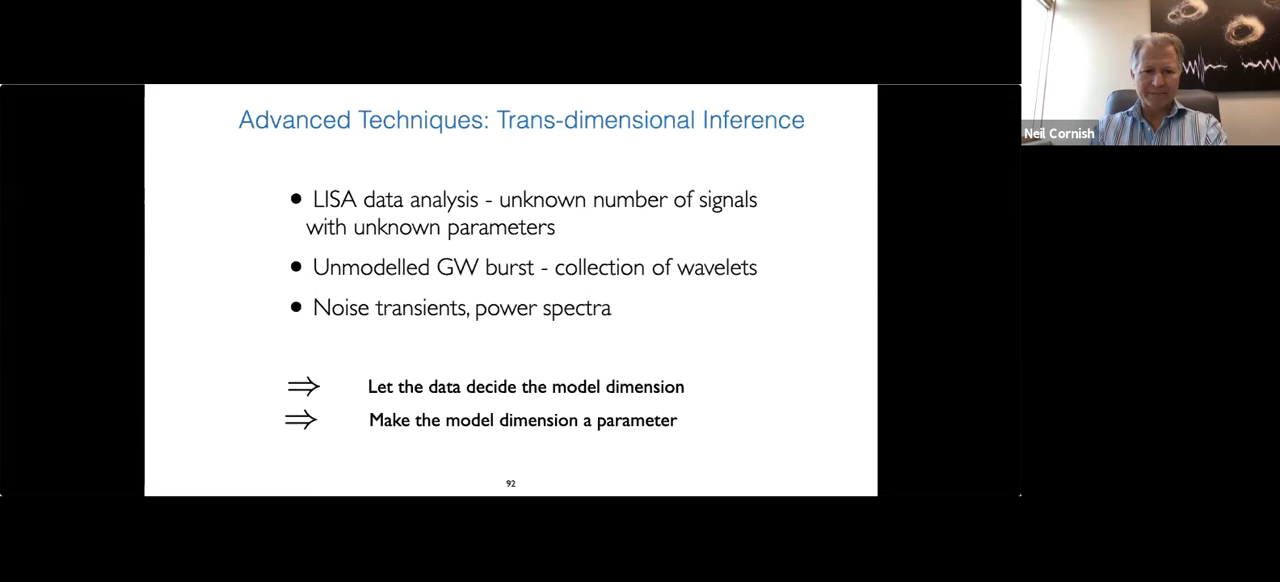 Advanced Techniques: Trans-dimensional Inference
● LISA data analysis - unknown number of signals
with unknown parameters
● Unmodelled GW burst - collection of wavelets
● Noise transients, power spectra
⇒ Let the data decide the model dimension
⇒ Make the model dimension a parameter
92
Neil Cornish